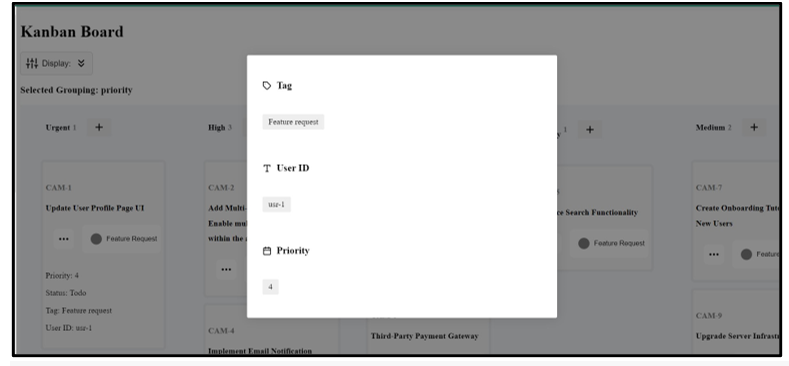 Kanban Board
Display:
Selected Grouping: priority
Urgent 1 +
High 3
y 1 +
Medium 2 +
CAM-1
Update User Profile Page UI
... Feature Request
Priority: 4
Status: Todo
Tag: Feature request
User ID: usr-1
CAM-2
Add Multi-
Enable mu
within the
...
CAM-4
Implement Email Notification
Tag
Feature request
User ID
usr-1
Priority
4
Third-Party Payment Gateway
ce Search Functionality
Feature Request
CAM-7
Create Onboarding Tuto
New Users
... Feature
CAM-9
Upgrade Server Infrastr